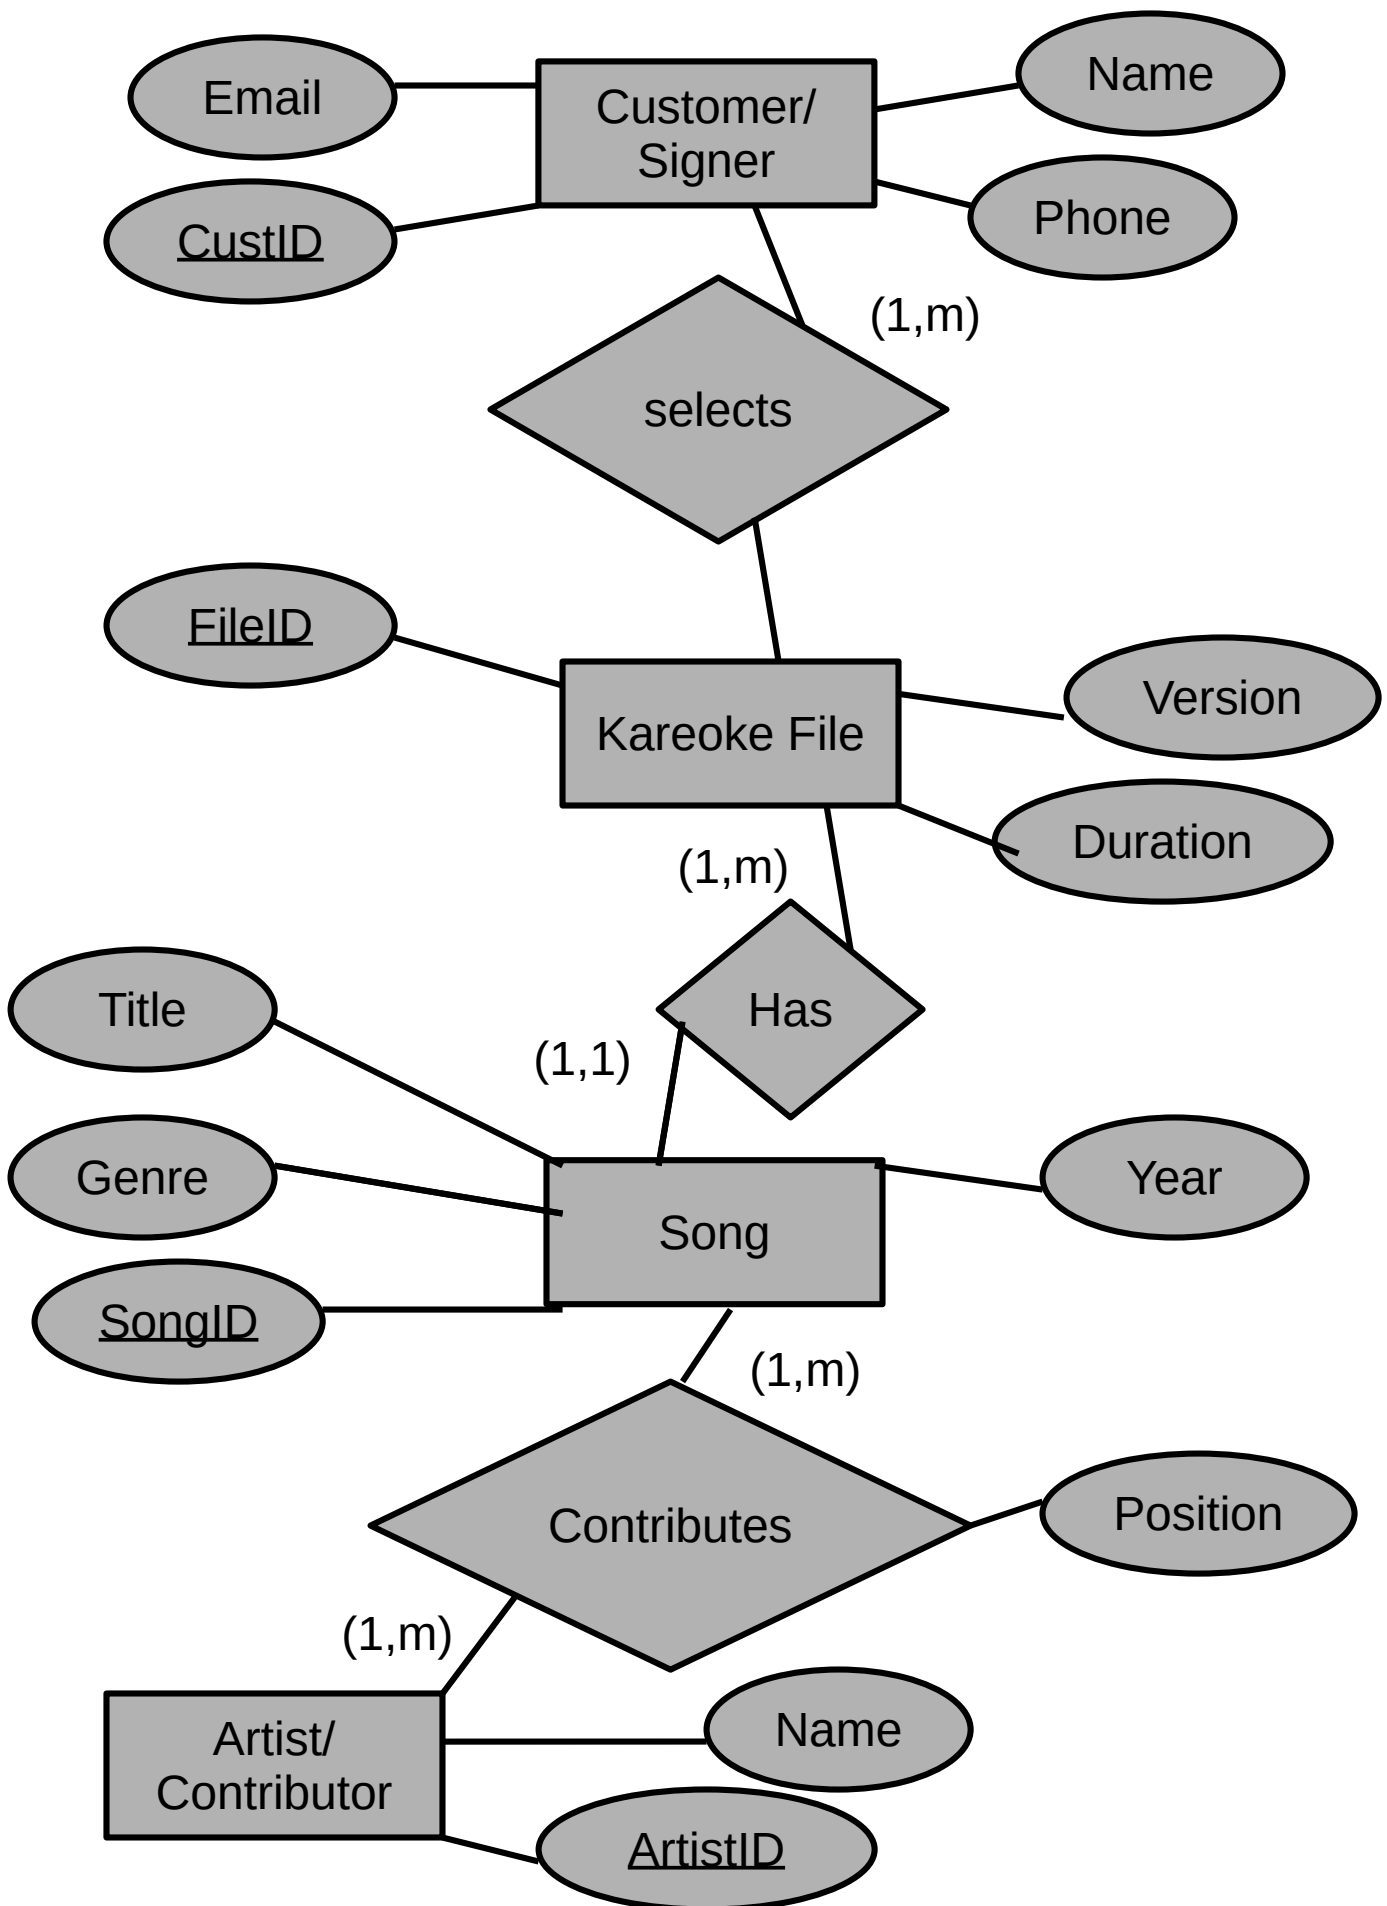 Email
Customer/
Signer
Name
CustID
Phone
(1,m)
selects
FileID
Kareoke File
Version
Duration
(1,m)
Title
Has
(1,1)
Genre
Song
Year
SongID
(1,m)
Contributes
Position
(1,m)
Artist/
Contributor
Name
ArtistID